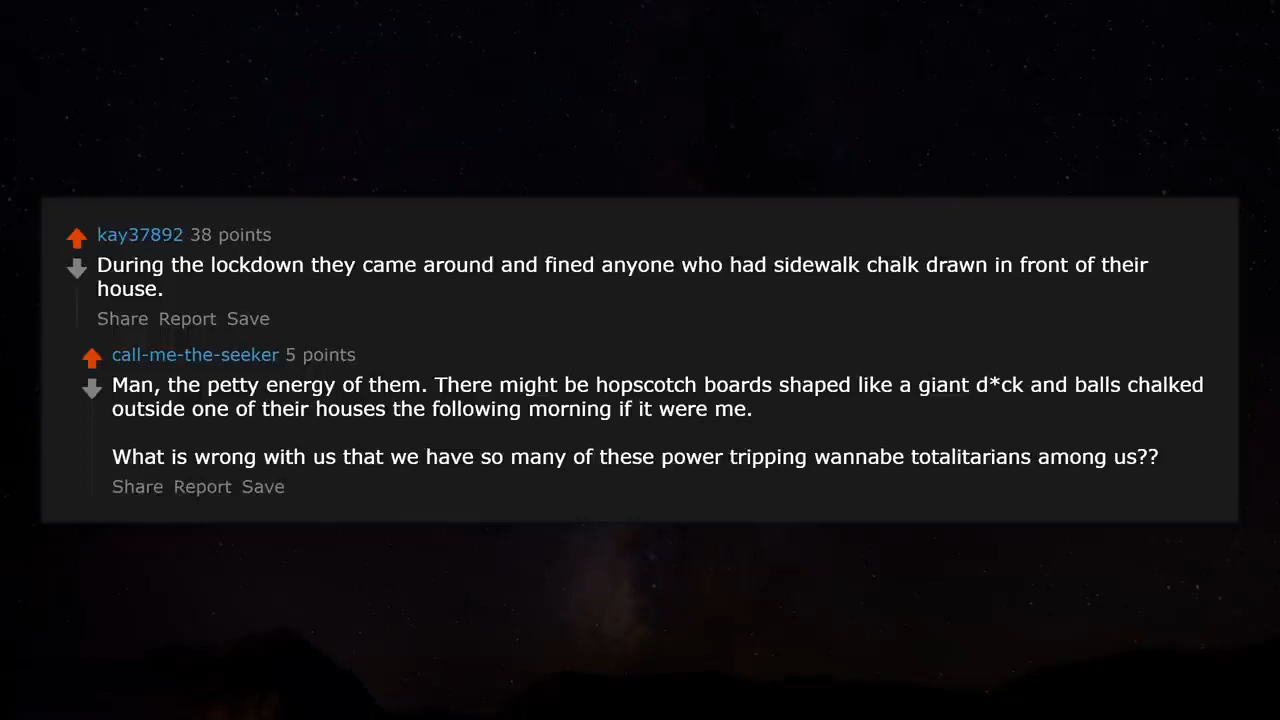 kay37892 38 points
During the lockdown they came around and fined anyone who had sidewalk chalk drawn in front of their
house.
Share Report Save
call-me-the-seeker 5 points
Man, the petty energy of them. There might be hopscotch boards shaped like a giant d*ck and balls chalked
outside one of their houses the following morning if it were me.
What is wrong with us that we have so many of these power tripping wannabe totalitarians among us??
Share Report Save